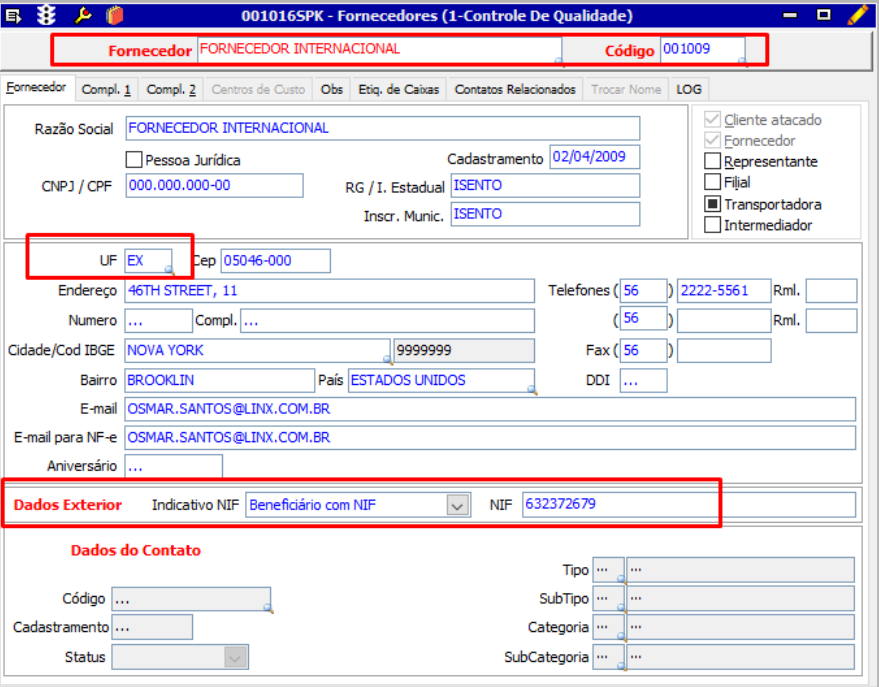 001016SPK - Fornecedores (1-Controle De Qualidade)
Fornecedor FORNECEDOR INTERNACIONAL Código 001009
Fornecedor Compl. 1 Compl. 2 Centros de Custo Obs Etiq. de Caixas Contatos Relacionados Trocar Nome LOG
Razão Social FORNECEDOR INTERNACIONAL
Cliente atacado
Fornecedor
Representante
Filial
Transportadora
Intermediador
Pessoa Jurídica Cadastramento 02/04/2009
CNPJ / CPF 000.000.000-00 RG / I. Estadual ISENTO
Inscr. Munic. ISENTO
UF EX Cep 05046-000
Endereço 46TH STREET, 11 Telefones ( 56 ) 2222-5561 Rml.
Numero ... Compl. ... ( 56 ) Rml.
Cidade/Cod IBGE NOVA YORK 9999999 Fax ( 56 )
Bairro BROOKLIN País ESTADOS UNIDOS DDI ...
E-mail OSMAR.SANTOS@LINX.COM.BR
E-mail para NF-e OSMAR.SANTOS@LINX.COM.BR
Aniversário ...
Dados Exterior Indicativo NIF Beneficiário com NIF NIF 632372679
Dados do Contato
Código ...
Cadastramento ...
Status
Tipo ... ...
SubTipo ... ...
Categoria ... ...
SubCategoria ... ...